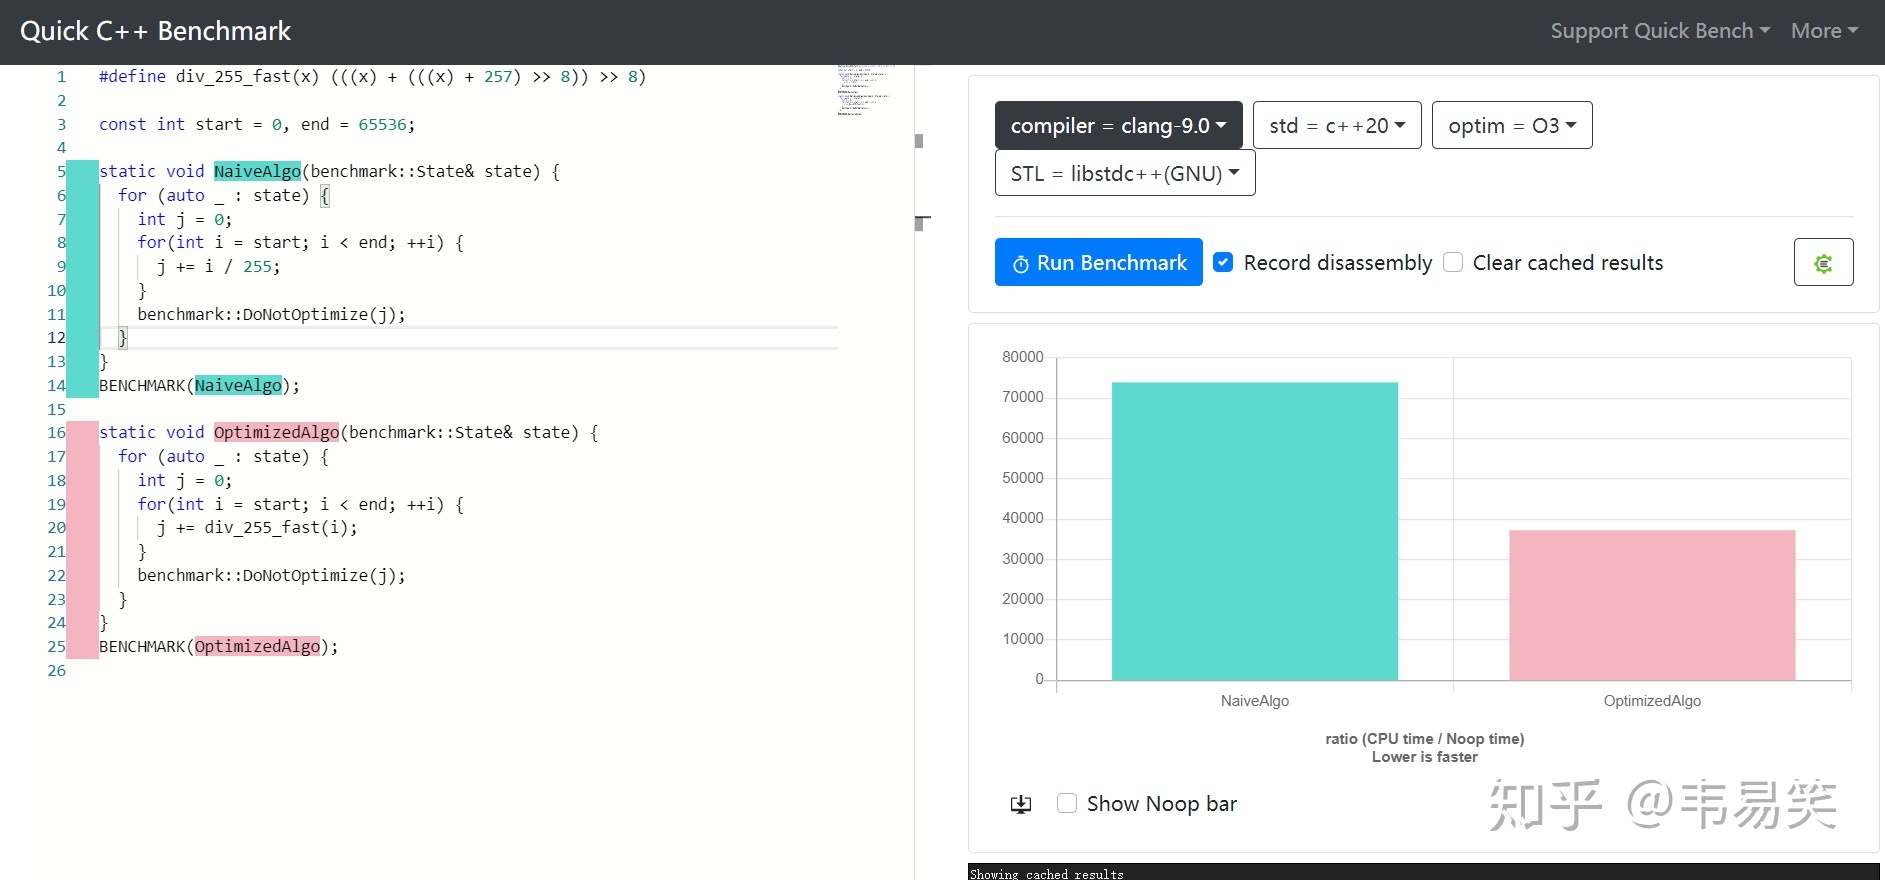 Quick C++ Benchmark
Support Quick Bench
More
1 #define div_255_fast(x) (((x) + (((x) + 257) >> 8)) >> 8)
2
3 const int start = 0, end = 65536;
4
5 static void NaiveAlgo(benchmark::State& state) {
6 for (auto _ : state) {
7 int j = 0;
8 for(int i = start; i < end; ++i) {
9 j += i / 255;
10 }
11 benchmark::DoNotOptimize(j);
12 }
13 }
14 BENCHMARK(NaiveAlgo);
15
16 static void OptimizedAlgo(benchmark::State& state) {
17 for (auto _ : state) {
18 int j = 0;
19 for(int i = start; i < end; ++i) {
20 j += div_255_fast(i);
21 }
22 benchmark::DoNotOptimize(j);
23 }
24 }
25 BENCHMARK(OptimizedAlgo);
26
compiler = clang-9.0
std = c++20
optim = O3
STL = libstdc++(GNU)
Run Benchmark
Record disassembly
Clear cached results
80000
70000
60000
50000
40000
30000
20000
10000
0
NaiveAlgo
OptimizedAlgo
ratio (CPU time / Noop time)
Lower is faster
Show Noop bar
知乎 @韦易笑
Showing cached results